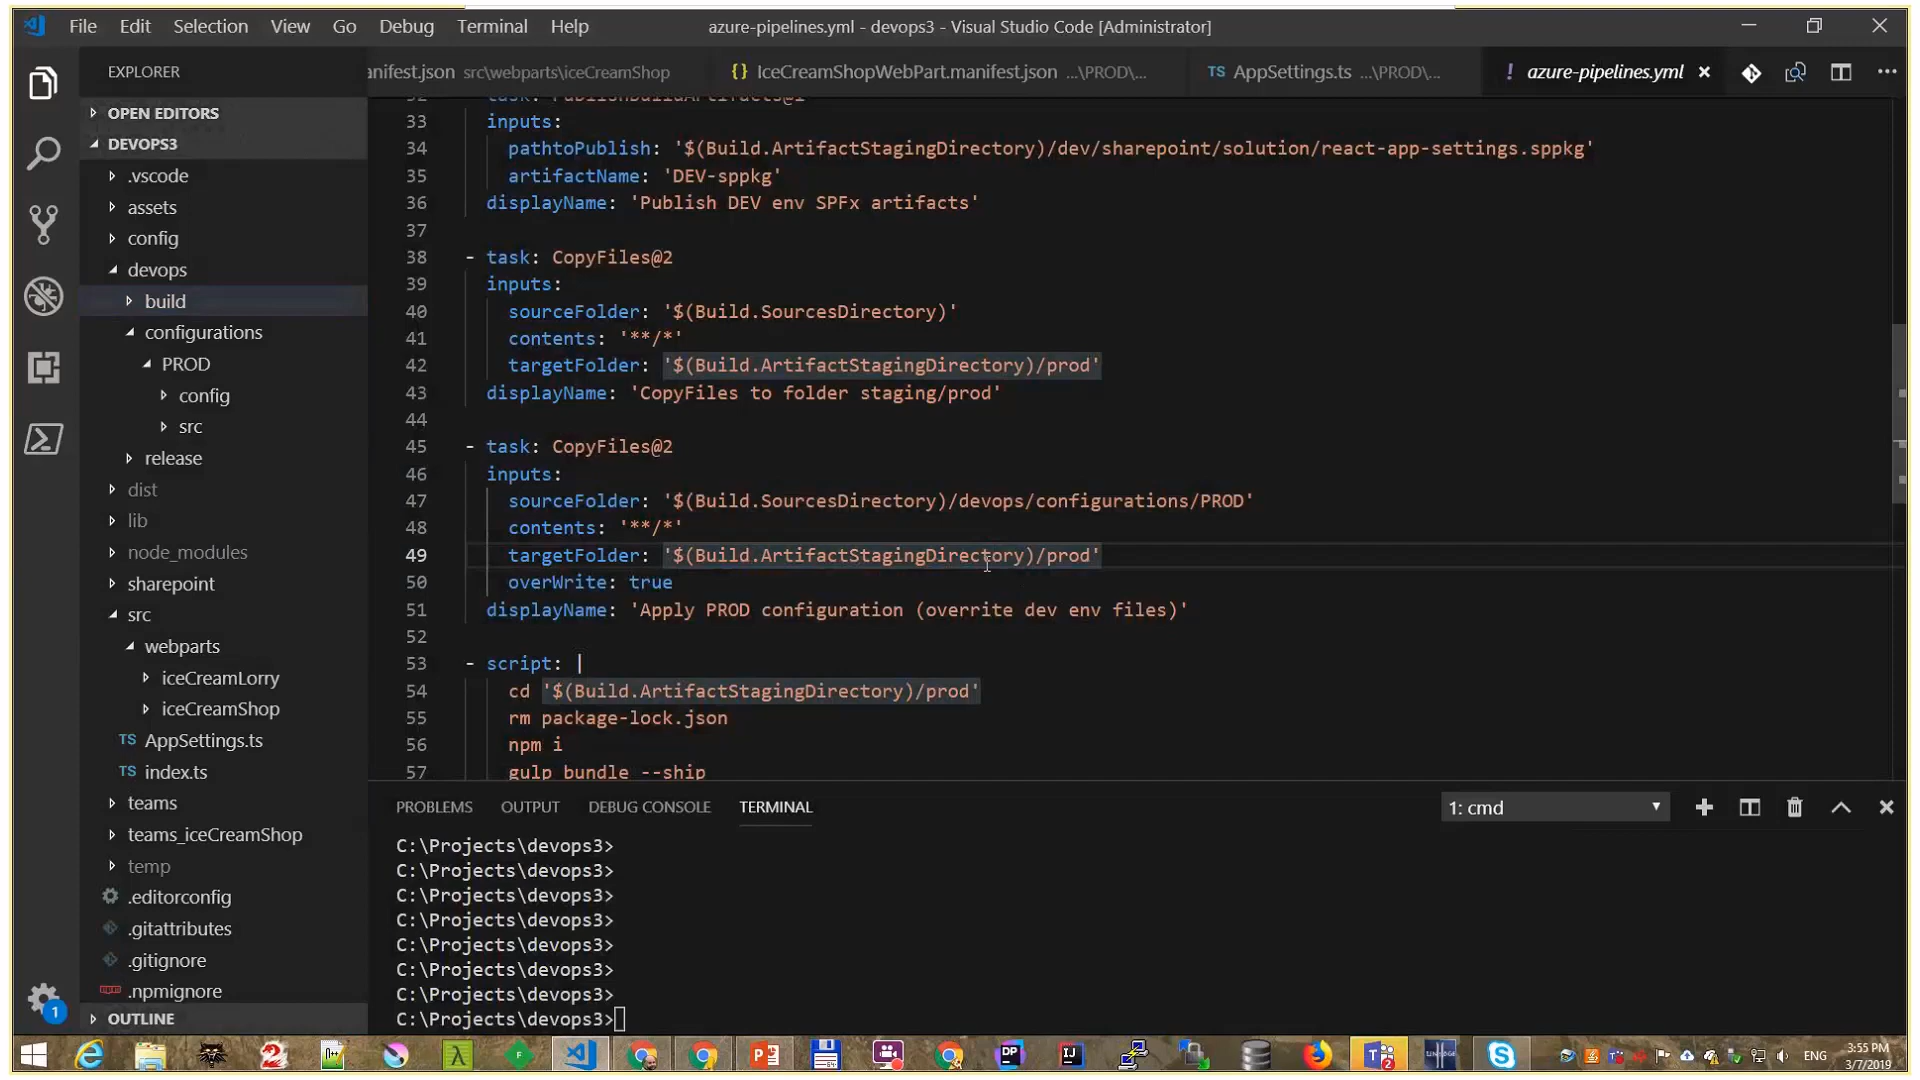 File Edit Selection View Go Debug Terminal Help azure-pipelines.yml - devops3 - Visual Studio Code [Administrator]
EXPLORER
anifest.json src\webparts\iceCreamShop {} IceCreamShopWebPart.manifest.json ...\PROD\... TS AppSettings.ts ...\PROD\... ! azure-pipelines.yml
OPEN EDITORS
DEVOPS3
.vscode
assets
config
devops
build
configurations
PROD
config
src
release
dist
lib
node_modules
sharepoint
src
webparts
iceCreamLorry
iceCreamShop
TS AppSettings.ts
TS index.ts
teams
teams_iceCreamShop
temp
.editorconfig
.gitattributes
.gitignore
.npmignore
OUTLINE
1
32 task: PublishBuildArtifacts@1
33 inputs:
34 pathtoPublish: '$(Build.ArtifactStagingDirectory)/dev/sharepoint/solution/react-app-settings.sppkg'
35 artifactName: 'DEV-sppkg'
36 displayName: 'Publish DEV env SPFx artifacts'
37
38 - task: CopyFiles@2
39 inputs:
40 sourceFolder: '$(Build.SourcesDirectory)'
41 contents: '**/*'
42 targetFolder: '$(Build.ArtifactStagingDirectory)/prod'
43 displayName: 'CopyFiles to folder staging/prod'
44
45 - task: CopyFiles@2
46 inputs:
47 sourceFolder: '$(Build.SourcesDirectory)/devops/configurations/PROD'
48 contents: '**/*'
49 targetFolder: '$(Build.ArtifactStagingDirectory)/prod'
50 overWrite: true
51 displayName: 'Apply PROD configuration (overrite dev env files)'
52
53 - script: |
54 cd '$(Build.ArtifactStagingDirectory)/prod'
55 rm package-lock.json
56 npm i
57 gulp bundle --ship
PROBLEMS OUTPUT DEBUG CONSOLE TERMINAL 1: cmd
C:\Projects\devops3>
C:\Projects\devops3>
C:\Projects\devops3>
C:\Projects\devops3>
C:\Projects\devops3>
C:\Projects\devops3>
C:\Projects\devops3>
C:\Projects\devops3>
ENG 3:55 PM
3/7/2019